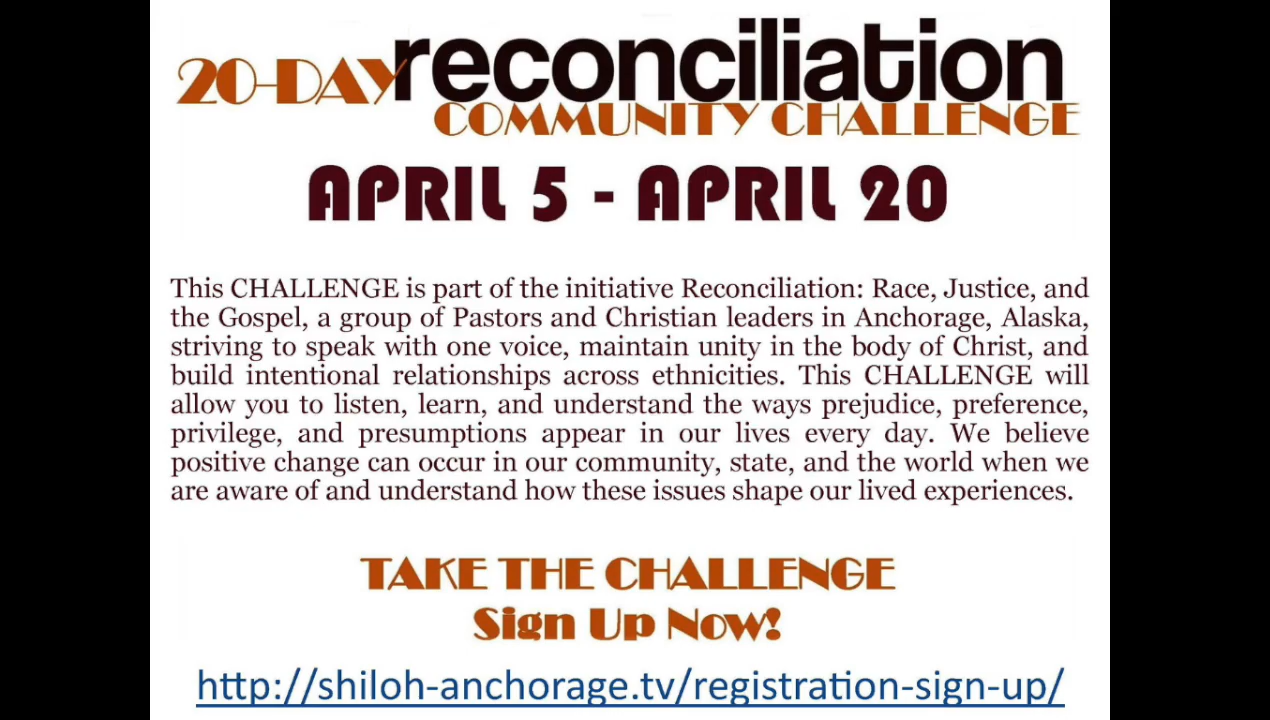 20-DAY reconciliation
COMMUNITY CHALLENGE
APRIL 5 - APRIL 20
This CHALLENGE is part of the initiative Reconciliation: Race, Justice, and
the Gospel, a group of Pastors and Christian leaders in Anchorage, Alaska,
striving to speak with one voice, maintain unity in the body of Christ, and
build intentional relationships across ethnicities. This CHALLENGE will
allow you to listen, learn, and understand the ways prejudice, preference,
privilege, and presumptions appear in our lives every day. We believe
positive change can occur in our community, state, and the world when we
are aware of and understand how these issues shape our lived experiences.
TAKE THE CHALLENGE
Sign Up Now!
http://shiloh-anchorage.tv/registration-sign-up/